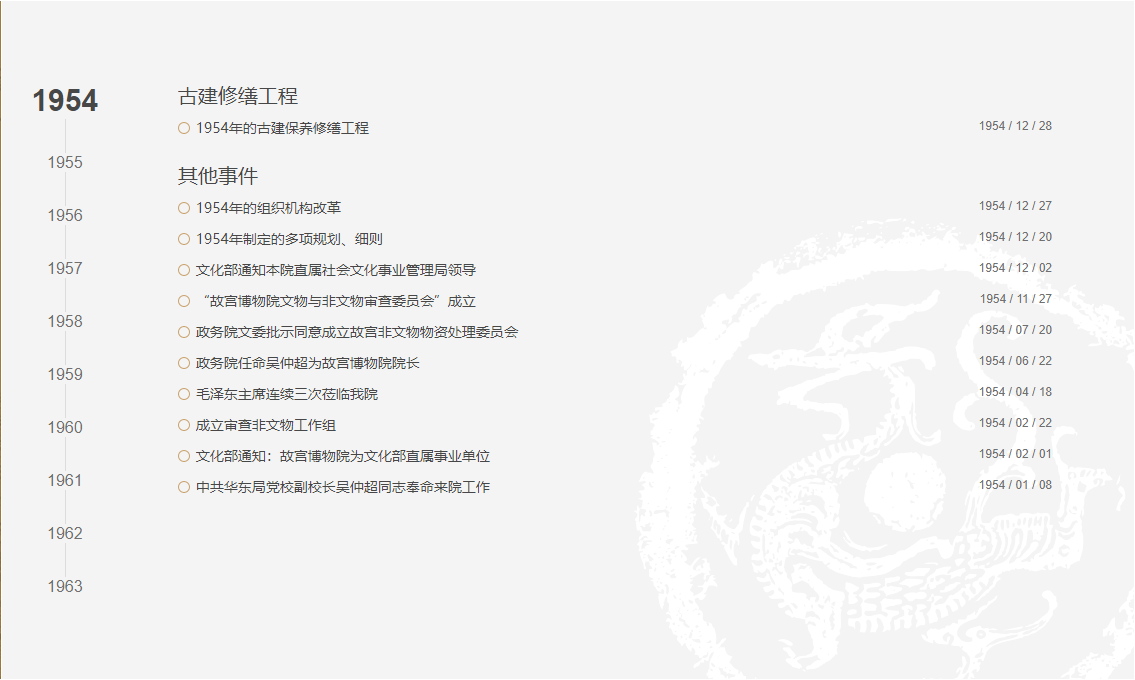 1954
1955
1956
1957
1958
1959
1960
1961
1962
1963
古建修缮工程
1954年的古建保养修缮工程 1954 / 12 / 28
其他事件
1954年的组织机构改革 1954 / 12 / 27
1954年制定的多项规划、细则 1954 / 12 / 20
文化部通知本院直属社会文化事业管理局领导 1954 / 12 / 02
“故宫博物院文物与非文物审查委员会”成立 1954 / 11 / 27
政务院文委批示同意成立故宫非文物物资处理委员会 1954 / 07 / 20
政务院任命吴仲超为故宫博物院院长 1954 / 06 / 22
毛泽东主席连续三次莅临我院 1954 / 04 / 18
成立审查非文物工作组 1954 / 02 / 22
文化部通知：故宫博物院为文化部直属事业单位 1954 / 02 / 01
中共华东局党校副校长吴仲超同志奉命来院工作 1954 / 01 / 08